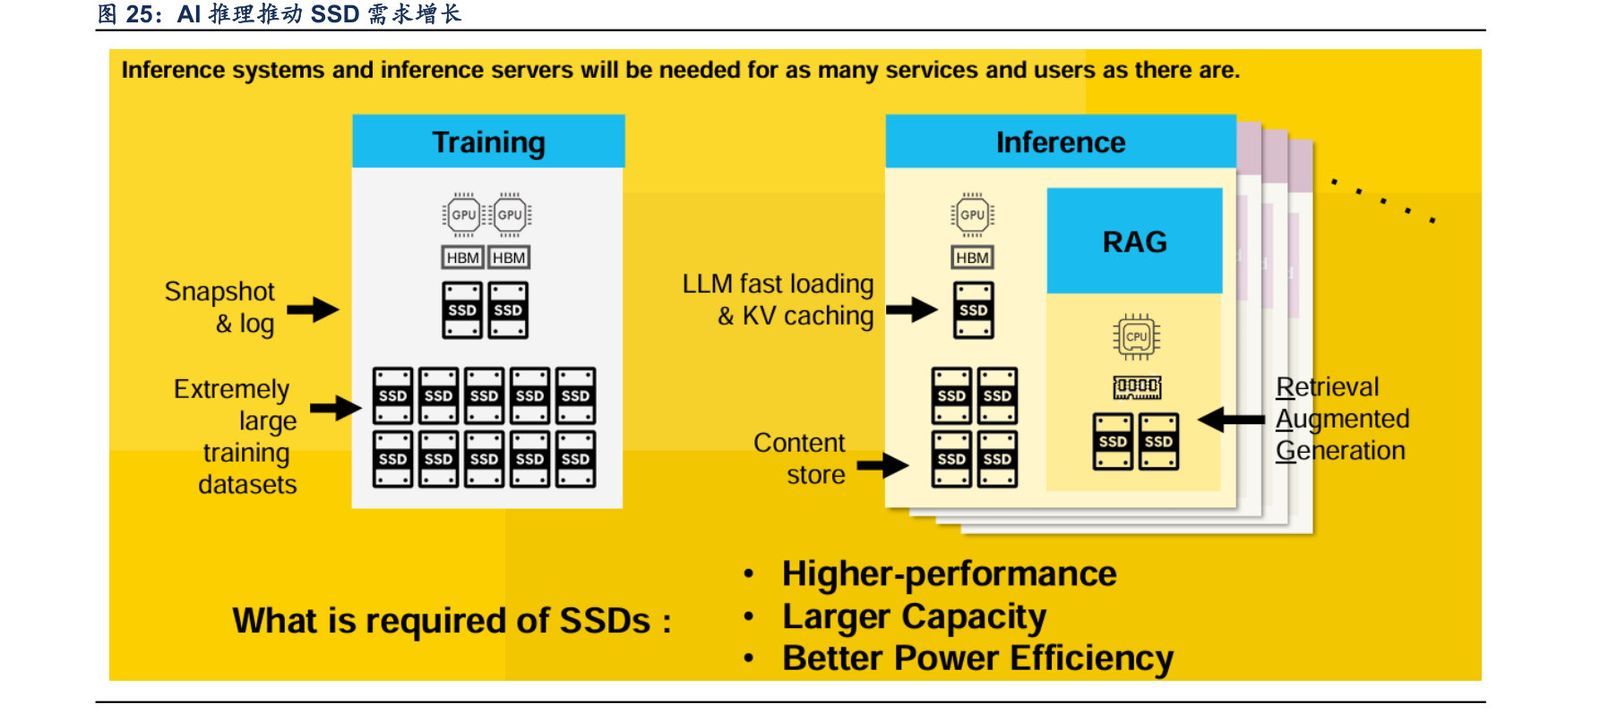 图 25：AI 推理推动 SSD 需求增长
Inference systems and inference servers will be needed for as many services and users as there are.
Training
GPU GPU
HBM HBM
Snapshot
& log
SSD SSD
Extremely
large
training
datasets
SSD SSD SSD SSD SSD
SSD SSD SSD SSD SSD
Inference
GPU
HBM
LLM fast loading
& KV caching
SSD
SSD SSD
Content
store
SSD SSD
RAG
CPU
SSD SSD
Retrieval
Augmented
Generation
d d d
What is required of SSDs :
• Higher-performance
• Larger Capacity
• Better Power Efficiency